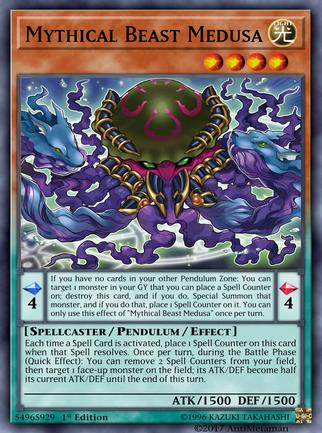 MYTHICAL BEAST MEDUSA
LIGHT
光
If you have no cards in your other Pendulum Zone: You can
target 1 monster in your GY that you can place a Spell Counter
on; destroy this card, and if you do, Special Summon that
monster, and if you do that, place 1 Spell Counter on it. You can
only use this effect of "Mythical Beast Medusa" once per turn.
4
4
[SPELLCASTER / PENDULUM / EFFECT]
Each time a Spell Card is activated, place 1 Spell Counter on this card
when that Spell resolves. Once per turn, during the Battle Phase
(Quick Effect): You can remove 2 Spell Counters from your field,
then target 1 face-up monster on the field; its ATK/DEF become half
its current ATK/DEF until the end of this turn.
ATK/1500 DEF/1500
54965929 1st Edition ©1996 KAZUKI TAKAHASHI
©2017 AntiMetaman